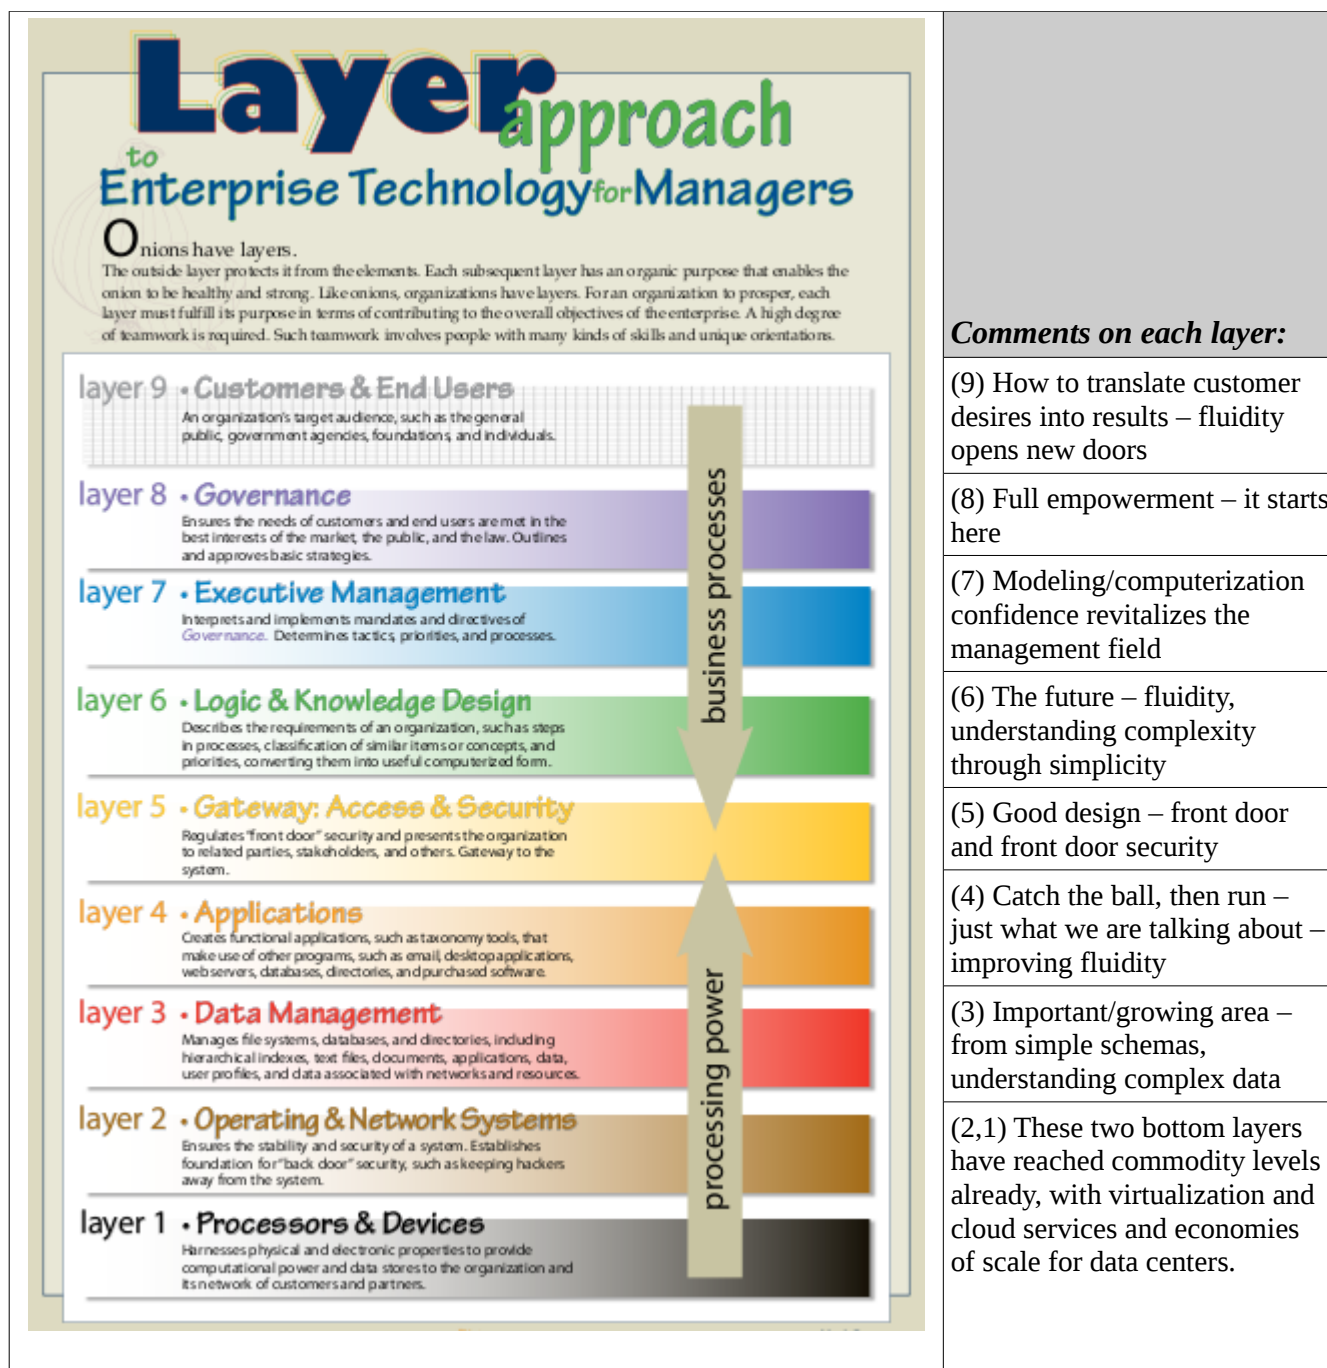 Layer
approach
to
Enterprise Technology for Managers
Onions have layers.
The outside layer protects it from the elements. Each subsequent layer has an organic purpose that enables the
onion to be healthy and strong. Like onions, organizations have layers. For an organization to prosper, each
layer must fulfill its purpose in terms of contributing to the overall objectives of the enterprise. A high degree
of teamwork is required. Such teamwork involves people with many kinds of skills and unique orientations.
layer 9 • Customers & End Users
An organization's target audience, such as the general
public, government agencies, foundations, and individuals.
layer 8 • Governance
Ensures the needs of customers and end users are met in the
best interests of the market, the public, and the law. Outlines
and approves basic strategies.
layer 7 • Executive Management
Interprets and implements mandates and directives of
Governance. Determines tactics, priorities, and processes.
layer 6 • Logic & Knowledge Design
Describes the requirements of an organization, such as steps
in processes, classification of similar items or concepts, and
priorities, converting them into useful computerized form.
layer 5 • Gateway: Access & Security
Regulates "front door" security and presents the organization
to related parties, stakeholders, and others. Gateway to the
system.
layer 4 • Applications
Creates functional applications, such as taxonomy tools, that
make use of other programs, such as email, desktop applications,
web servers, databases, directories, and purchased software.
layer 3 • Data Management
Manages file systems, databases, and directories, including
hierarchical indexes, text files, documents, applications, data,
user profiles, and data associated with networks and resources.
layer 2 • Operating & Network Systems
Ensures the stability and security of a system. Establishes
foundation for "back door" security, such as keeping hackers
away from the system.
layer 1 • Processors & Devices
Harnesses physical and electronic properties to provide
computational power and data stores to the organization and
its network of customers and partners.
business processes
processing power
Comments on each layer:
(9) How to translate customer
desires into results – fluidity
opens new doors
(8) Full empowerment – it starts
here
(7) Modeling/computerization
confidence revitalizes the
management field
(6) The future – fluidity,
understanding complexity
through simplicity
(5) Good design – front door
and front door security
(4) Catch the ball, then run –
just what we are talking about –
improving fluidity
(3) Important/growing area –
from simple schemas,
understanding complex data
(2,1) These two bottom layers
have reached commodity levels
already, with virtualization and
cloud services and economies
of scale for data centers.